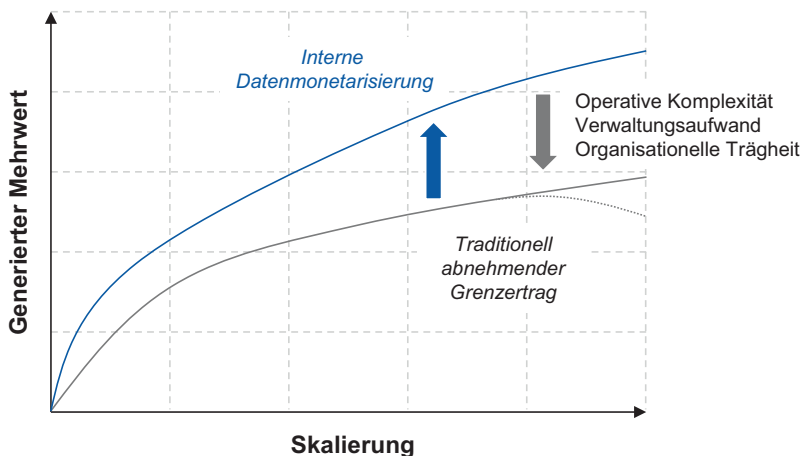 Interne
Datenmonetarisierung
Operative Komplexität
Verwaltungsaufwand
Organisationelle Trägheit
Traditionell
abnehmender
Grenzertrag
Generierter Mehrwert
Skalierung